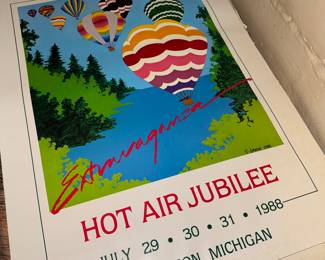 Extravaganza
HOT AIR JUBILEE
JULY 29 • 30 • 31 • 1988
MICHIGAN